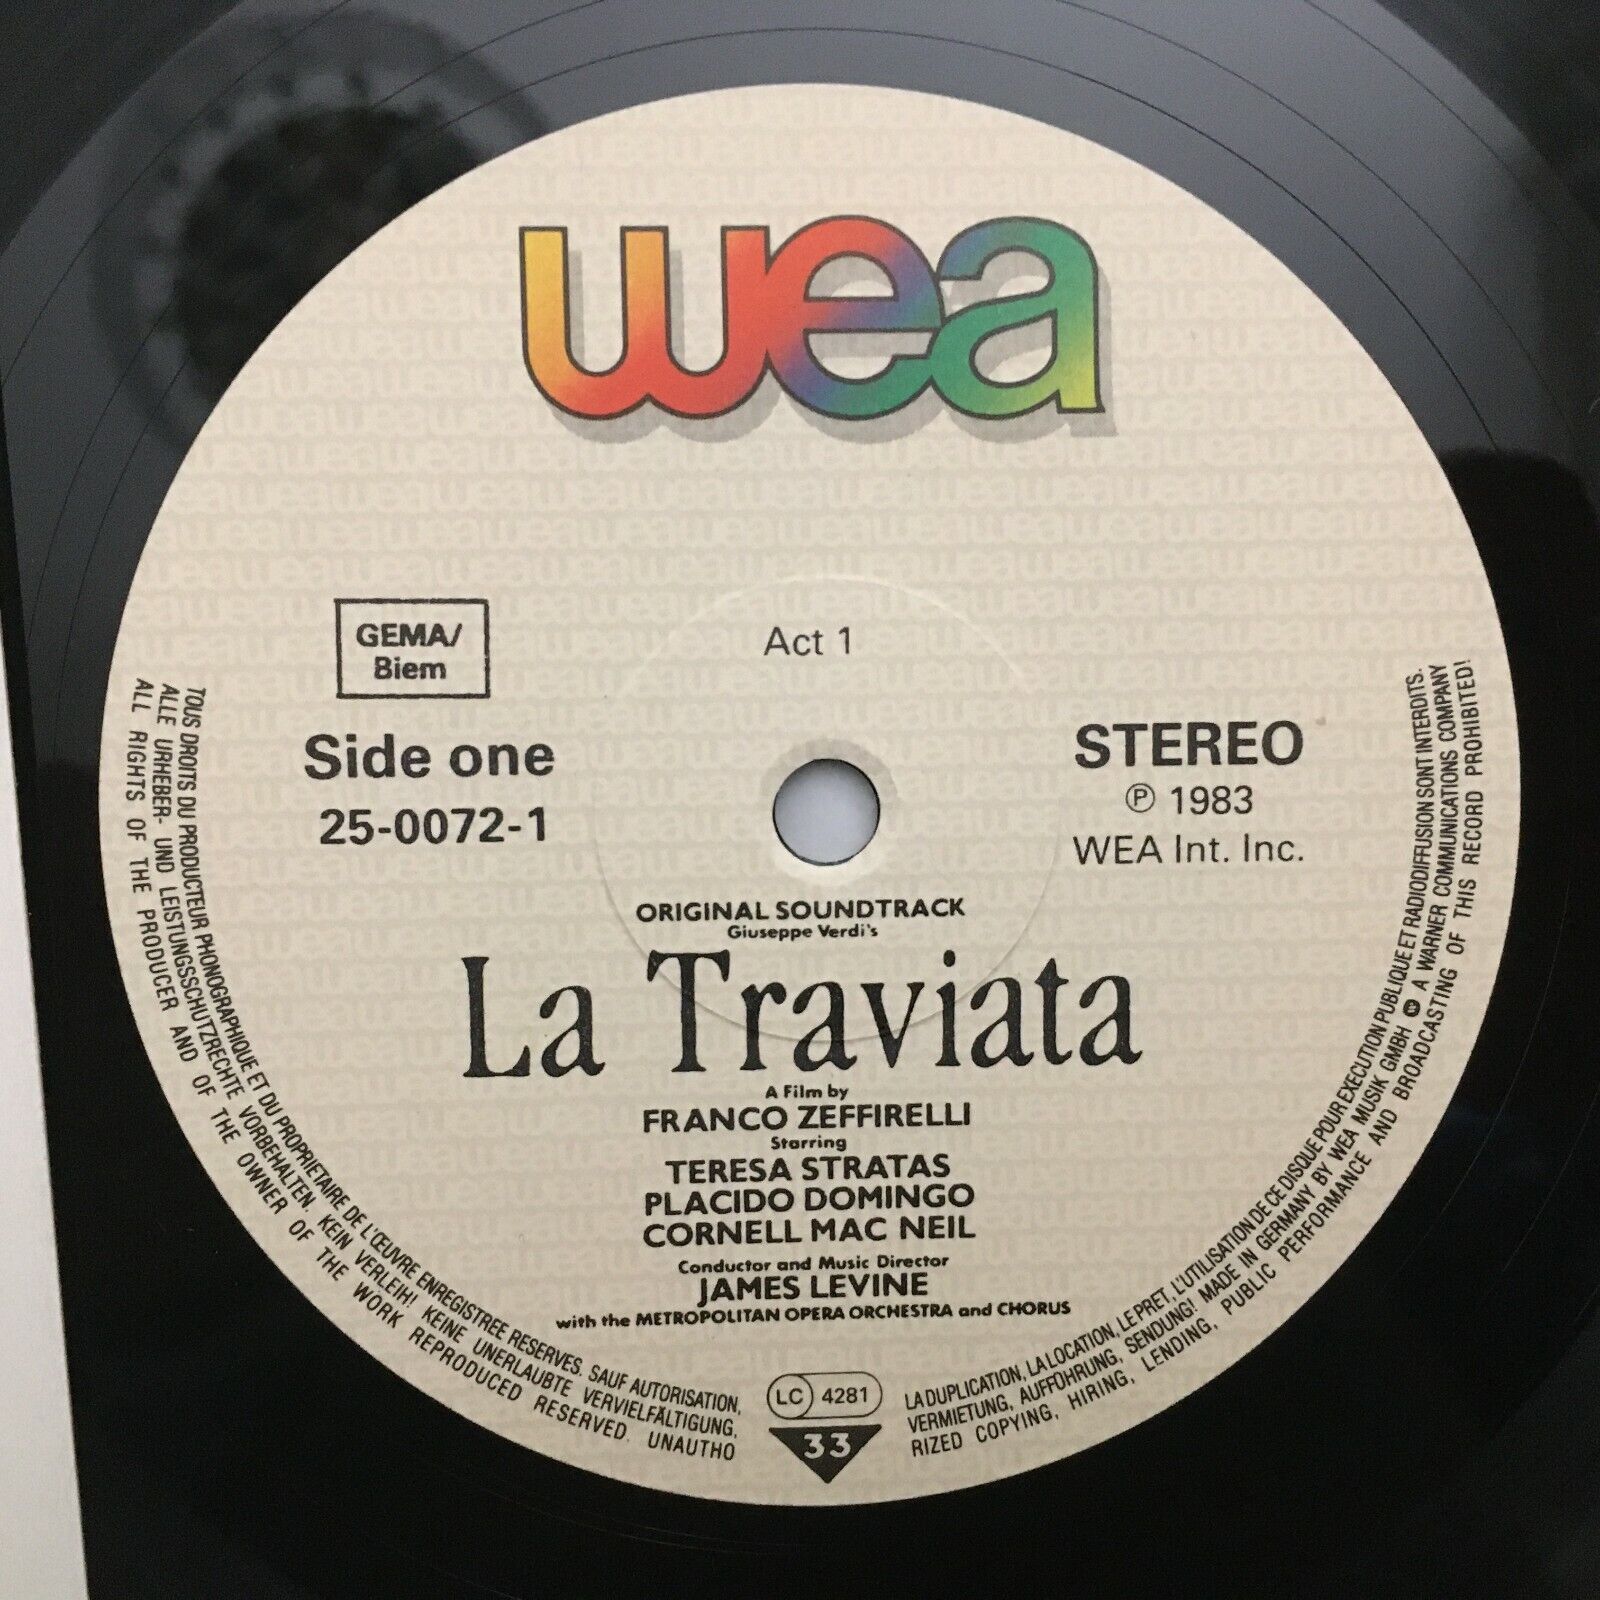 wea
GEMA/
Biem
Act 1
Side one
25-0072-1
STEREO
℗ 1983
WEA Int. Inc.
ORIGINAL SOUNDTRACK
Giuseppe Verdi's
La Traviata
A Film by
FRANCO ZEFFIRELLI
Starring
TERESA STRATAS
PLACIDO DOMINGO
CORNELL MAC NEIL
Conductor and Music Director
JAMES LEVINE
with the METROPOLITAN OPERA ORCHESTRA and CHORUS
LC 4281
33
TOUS DROITS DU PRODUCTEUR PHONOGRAPHIQUE ET DU PROPRIETAIRE DE L'ŒUVRE ENREGISTREE RESERVES. SAUF AUTORISATION, LA DUPLICATION, LA LOCATION, LE PRET, L'UTILISATION DE CE DISQUE POUR EXECUTION PUBLIQUE ET RADIODIFFUSION SONT INTERDITS.
ALLE URHEBER- UND LEISTUNGSSCHUTZRECHTE VORBEHALTEN. KEIN VERLEIH! KEINE UNERLAUBTE VERVIELFÄLTIGUNG, VERMIETUNG, AUFFÜHRUNG, SENDUNG! MADE IN GERMANY BY WEA MUSIK GMBH A WARNER COMMUNICATIONS COMPANY
ALL RIGHTS OF THE PRODUCER AND OF THE OWNER OF THE WORK REPRODUCED RESERVED. UNAUTHORIZED COPYING, HIRING, LENDING, PUBLIC PERFORMANCE AND BROADCASTING OF THIS RECORD PROHIBITED!